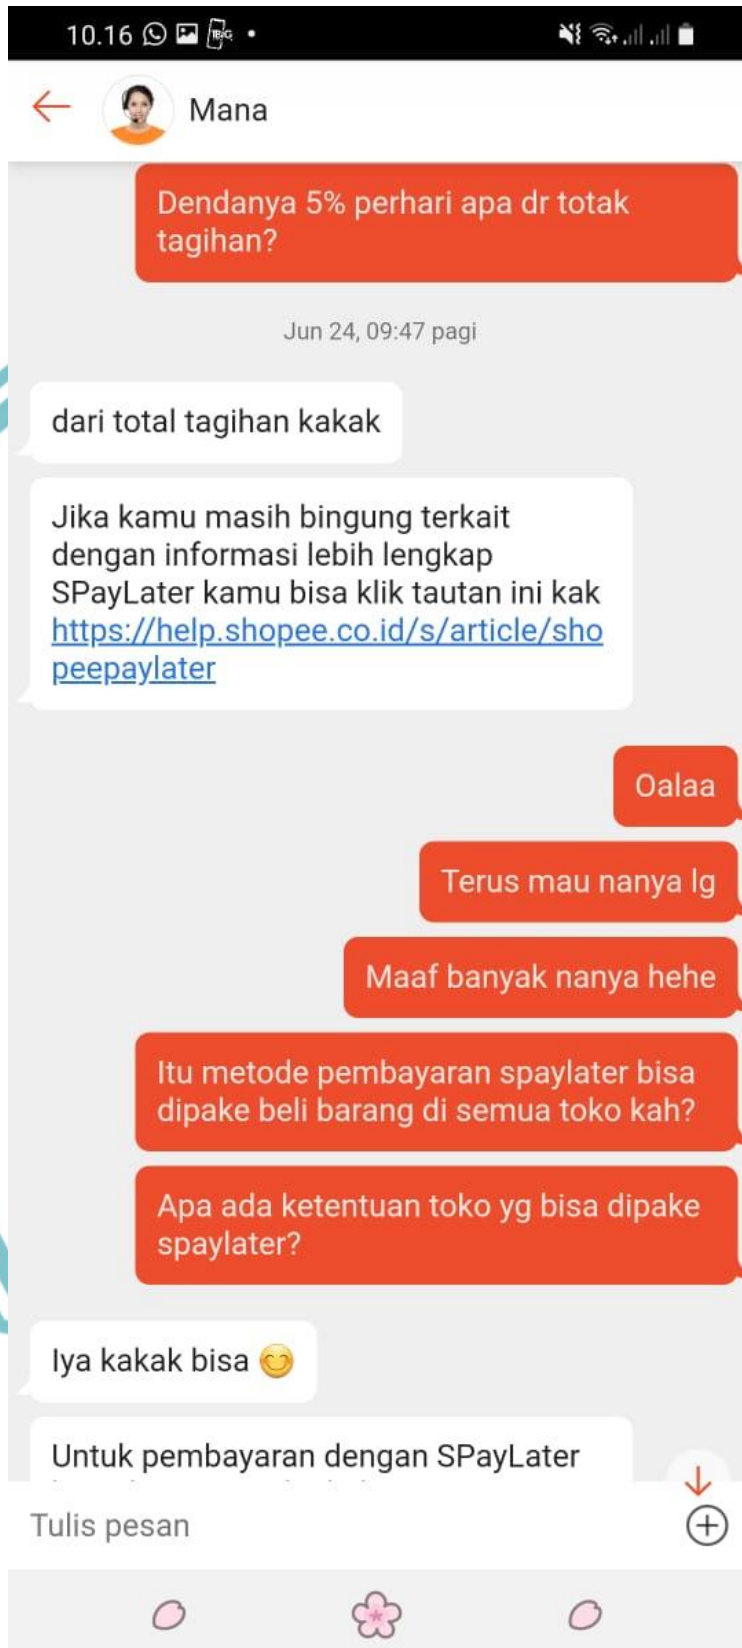 10.16
Mana
Dendanya 5% perhari apa dr totak
tagihan?
Jun 24, 09:47 pagi
dari total tagihan kakak
Jika kamu masih bingung terkait
dengan informasi lebih lengkap
SPayLater kamu bisa klik tautan ini kak
https://help.shopee.co.id/s/article/sho
peepaylater
Oalaa
Terus mau nanya lg
Maaf banyak nanya hehe
Itu metode pembayaran spaylater bisa
dipake beli barang di semua toko kah?
Apa ada ketentuan toko yg bisa dipake
spaylater?
Iya kakak bisa 😊
Untuk pembayaran dengan SPayLater
Tulis pesan